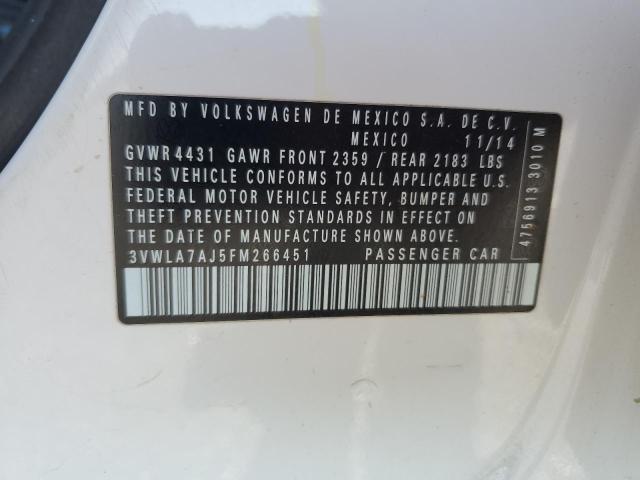 MFD BY VOLKSWAGEN DE MEXICO S.A. DE C.V.
MEXICO 11/14
GVWR 4431 GAWR FRONT 2359 / REAR 2183 LBS
THIS VEHICLE CONFORMS TO ALL APPLICABLE U.S.
FEDERAL MOTOR VEHICLE SAFETY, BUMPER AND
THEFT PREVENTION STANDARDS IN EFFECT ON
THE DATE OF MANUFACTURE SHOWN ABOVE.
3VWLA7AJ5FM266451 PASSENGER CAR
4756913 3010 M